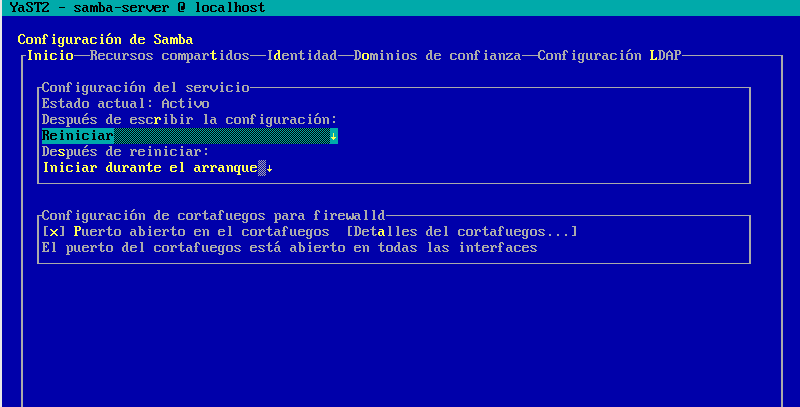 YaST2 - samba-server @ localhost
Configuración de Samba
Inicio—Recursos compartidos—Identidad—Dominios de confianza—Configuración LDAP
Configuración del servicio
Estado actual: Activo
Después de escribir la configuración:
Reiniciar ↓
Después de reiniciar:
Iniciar durante el arranque ↓
Configuración de cortafuegos para firewalld
[x] Puerto abierto en el cortafuegos [Detalles del cortafuegos...]
El puerto del cortafuegos está abierto en todas las interfaces